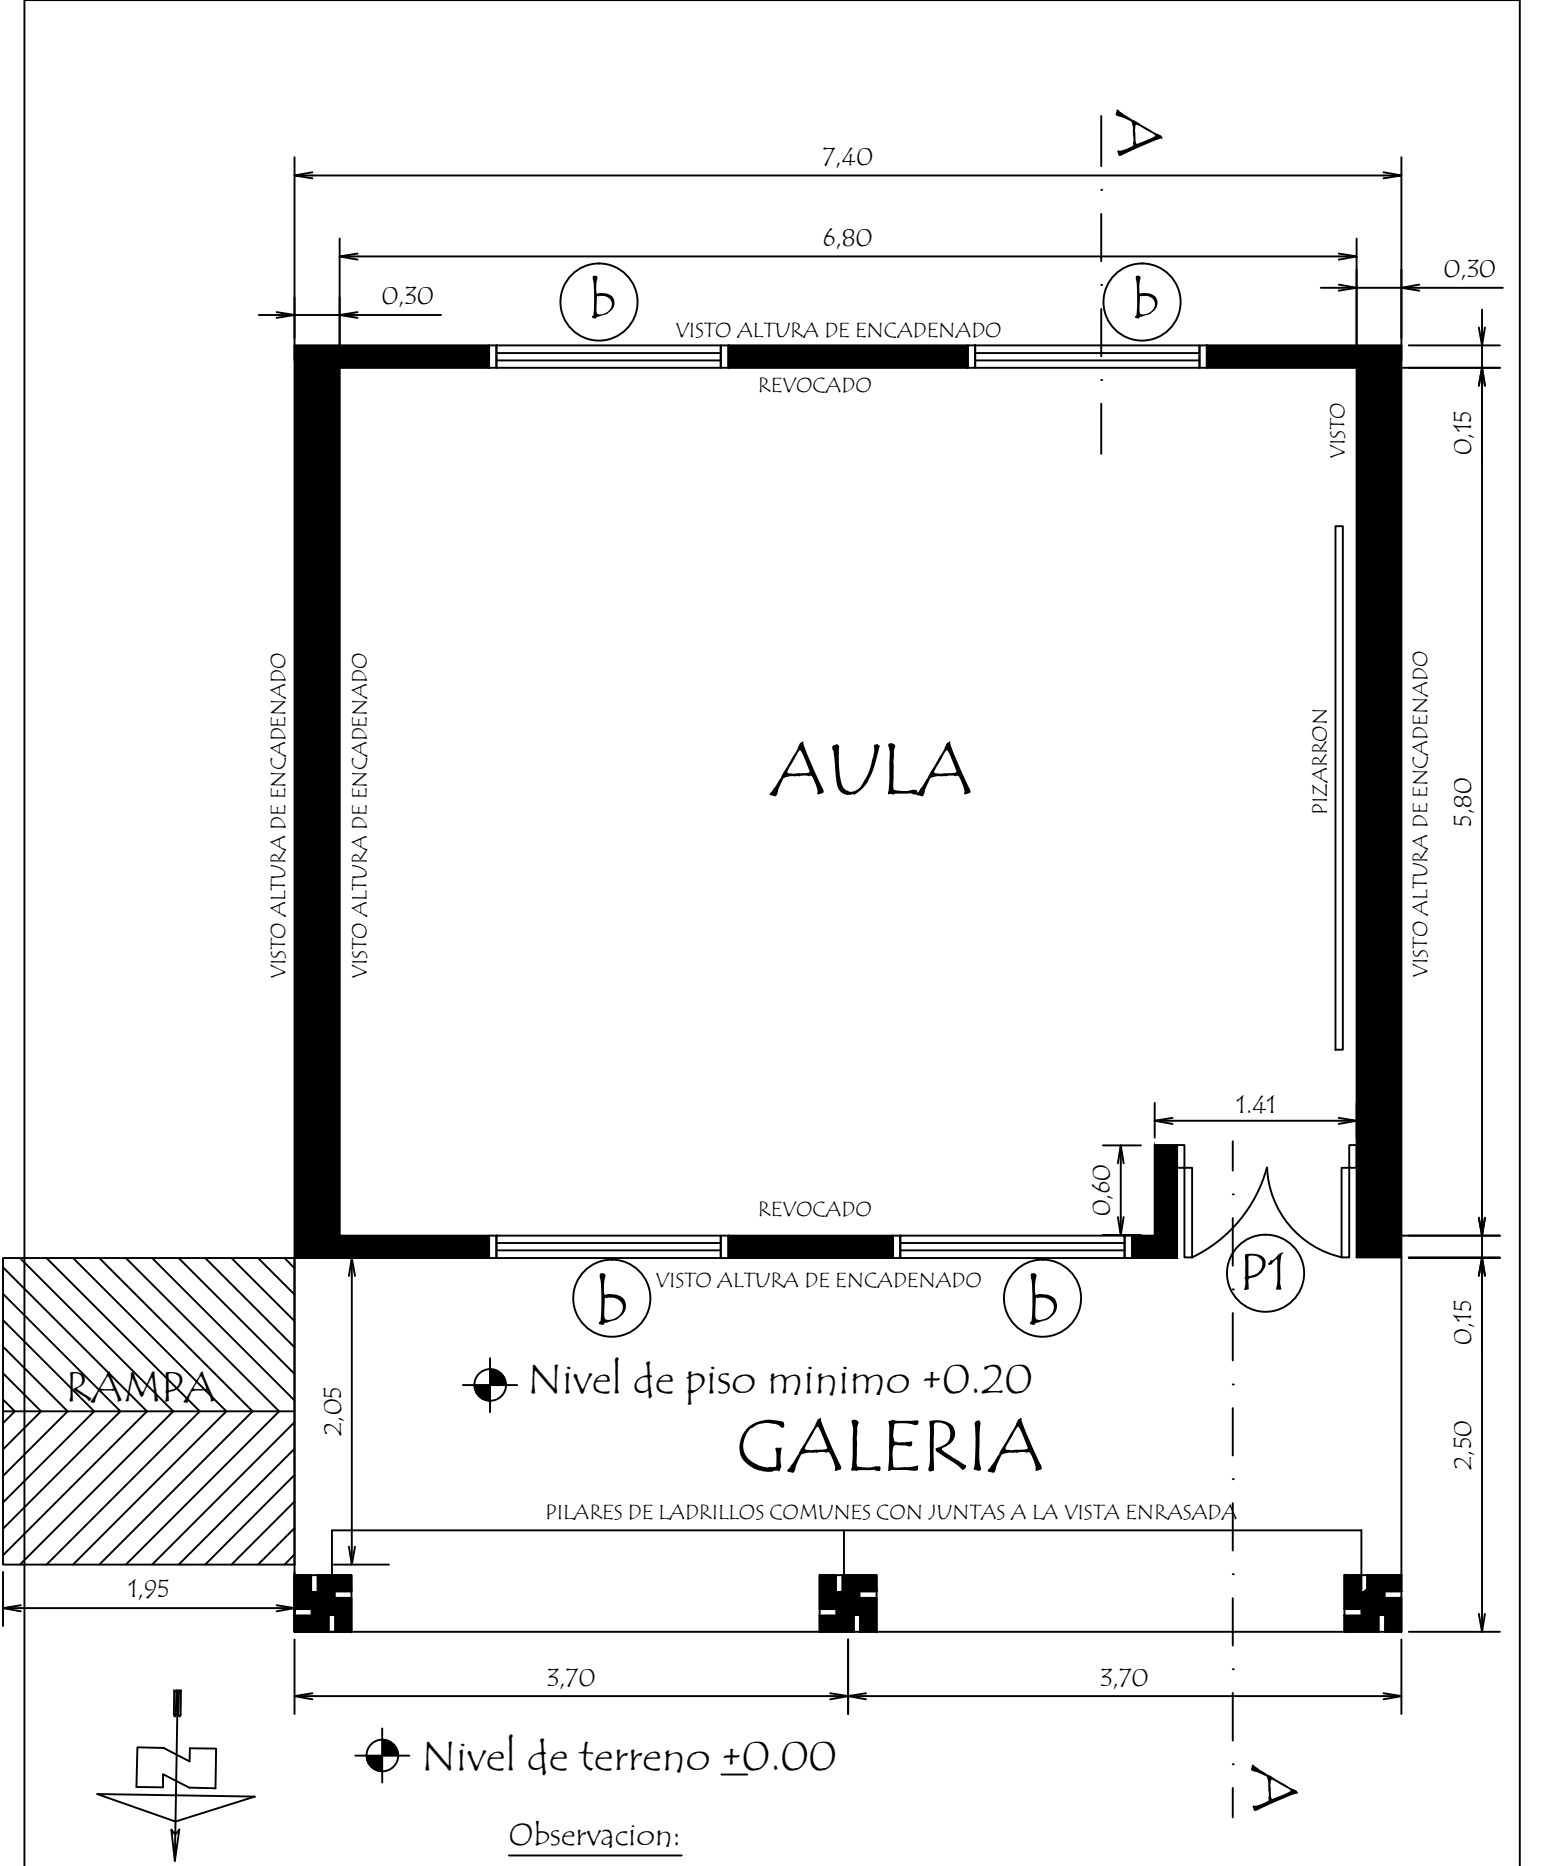 A
7,40
6,80
0,30
0,30
b
b
VISTO ALTURA DE ENCADENADO
REVOCADO
VISTO
0,15
VISTO ALTURA DE ENCADENADO
VISTO ALTURA DE ENCADENADO
AULA
PIZARRON
VISTO ALTURA DE ENCADENADO
5,80
1.41
0,60
REVOCADO
b
VISTO ALTURA DE ENCADENADO
b
P1
0,15
RAMPA
2,05
Nivel de piso minimo +0.20
GALERIA
2,50
PILARES DE LADRILLOS COMUNES CON JUNTAS A LA VISTA ENRASADA
1,95
3,70
3,70
N
Nivel de terreno ±0.00
A
Observacion: